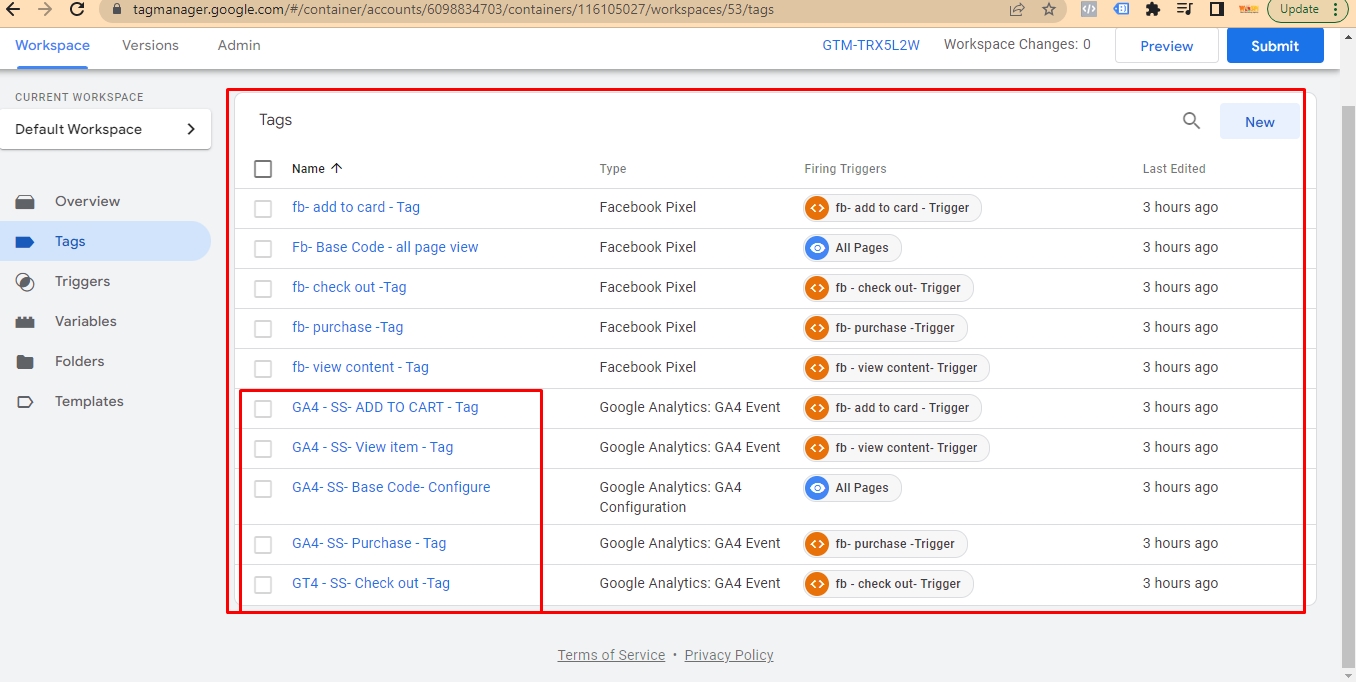 tagmanager.google.com/#/container/accounts/6098834703/containers/116105027/workspaces/53/tags
Update
Workspace Versions Admin
GTM-TRX5L2W Workspace Changes: 0 Preview Submit
CURRENT WORKSPACE
Default Workspace
Overview
Tags
Triggers
Variables
Folders
Templates
Tags
New
Name Type Firing Triggers Last Edited
fb- add to card - Tag Facebook Pixel fb- add to card - Trigger 3 hours ago
Fb- Base Code - all page view Facebook Pixel All Pages 3 hours ago
fb- check out -Tag Facebook Pixel fb - check out- Trigger 3 hours ago
fb- purchase -Tag Facebook Pixel fb- purchase -Trigger 3 hours ago
fb- view content - Tag Facebook Pixel fb - view content- Trigger 3 hours ago
GA4 - SS- ADD TO CART - Tag Google Analytics: GA4 Event fb- add to card - Trigger 3 hours ago
GA4 - SS- View item - Tag Google Analytics: GA4 Event fb - view content- Trigger 3 hours ago
GA4- SS- Base Code- Configure Google Analytics: GA4 All Pages 3 hours ago
Configuration
GA4- SS- Purchase - Tag Google Analytics: GA4 Event fb- purchase -Trigger 3 hours ago
GT4 - SS- Check out -Tag Google Analytics: GA4 Event fb - check out- Trigger 3 hours ago
Terms of Service • Privacy Policy